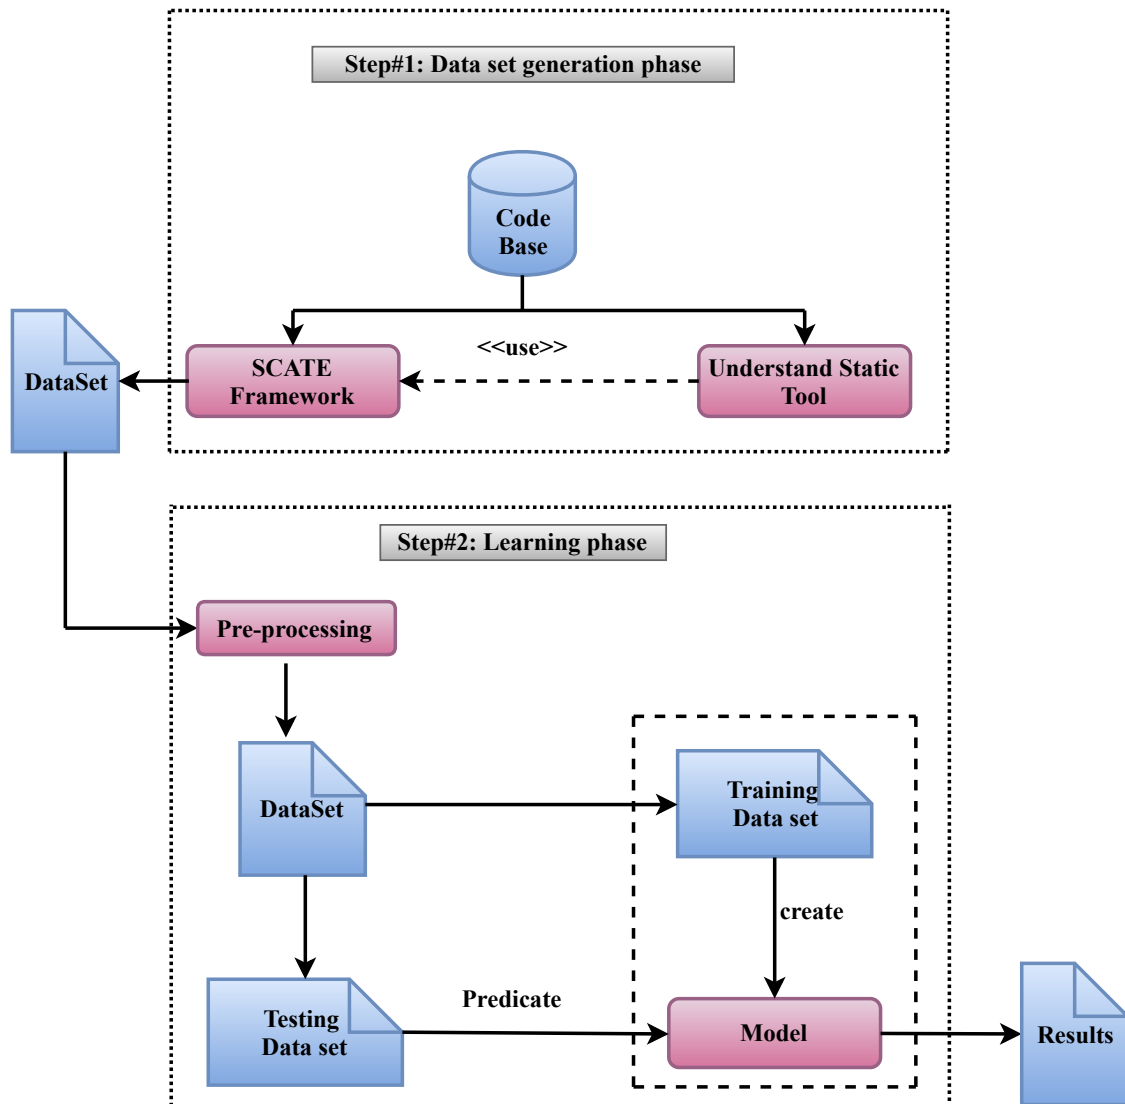 Step#1: Data set generation phase
Code
Base
<<use>>
DataSet
SCATE
Framework
Understand Static
Tool
Step#2: Learning phase
Pre-processing
DataSet
Training
Data set
create
Testing
Data set
Predicate
Model
Results